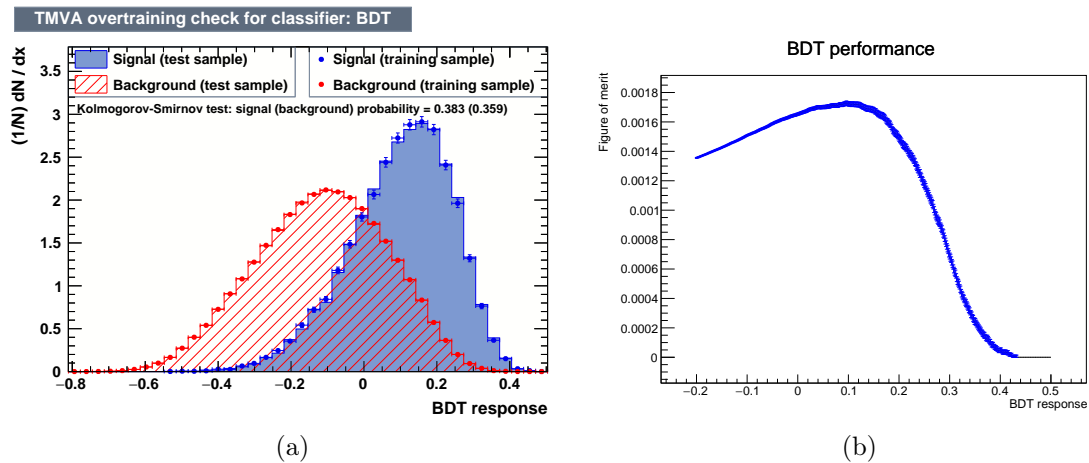 TMVA overtraining check for classifier: BDT
Signal (test sample)
Background (test sample)
Signal (training sample)
Background (training sample)
Kolmogorov-Smirnov test: signal (background) probability = 0.383 (0.359)
(1/N) dN / dx
3.5
3
2.5
2
1.5
1
0.5
0
−0.8 −0.6 −0.4 −0.2 0 0.2 0.4
BDT response
(a)
BDT performance
Figure of merit
0.0018
0.0016
0.0014
0.0012
0.001
0.0008
0.0006
0.0004
0.0002
0
−0.2 −0.1 0 0.1 0.2 0.3 0.4 0.5
BDT response
(b)